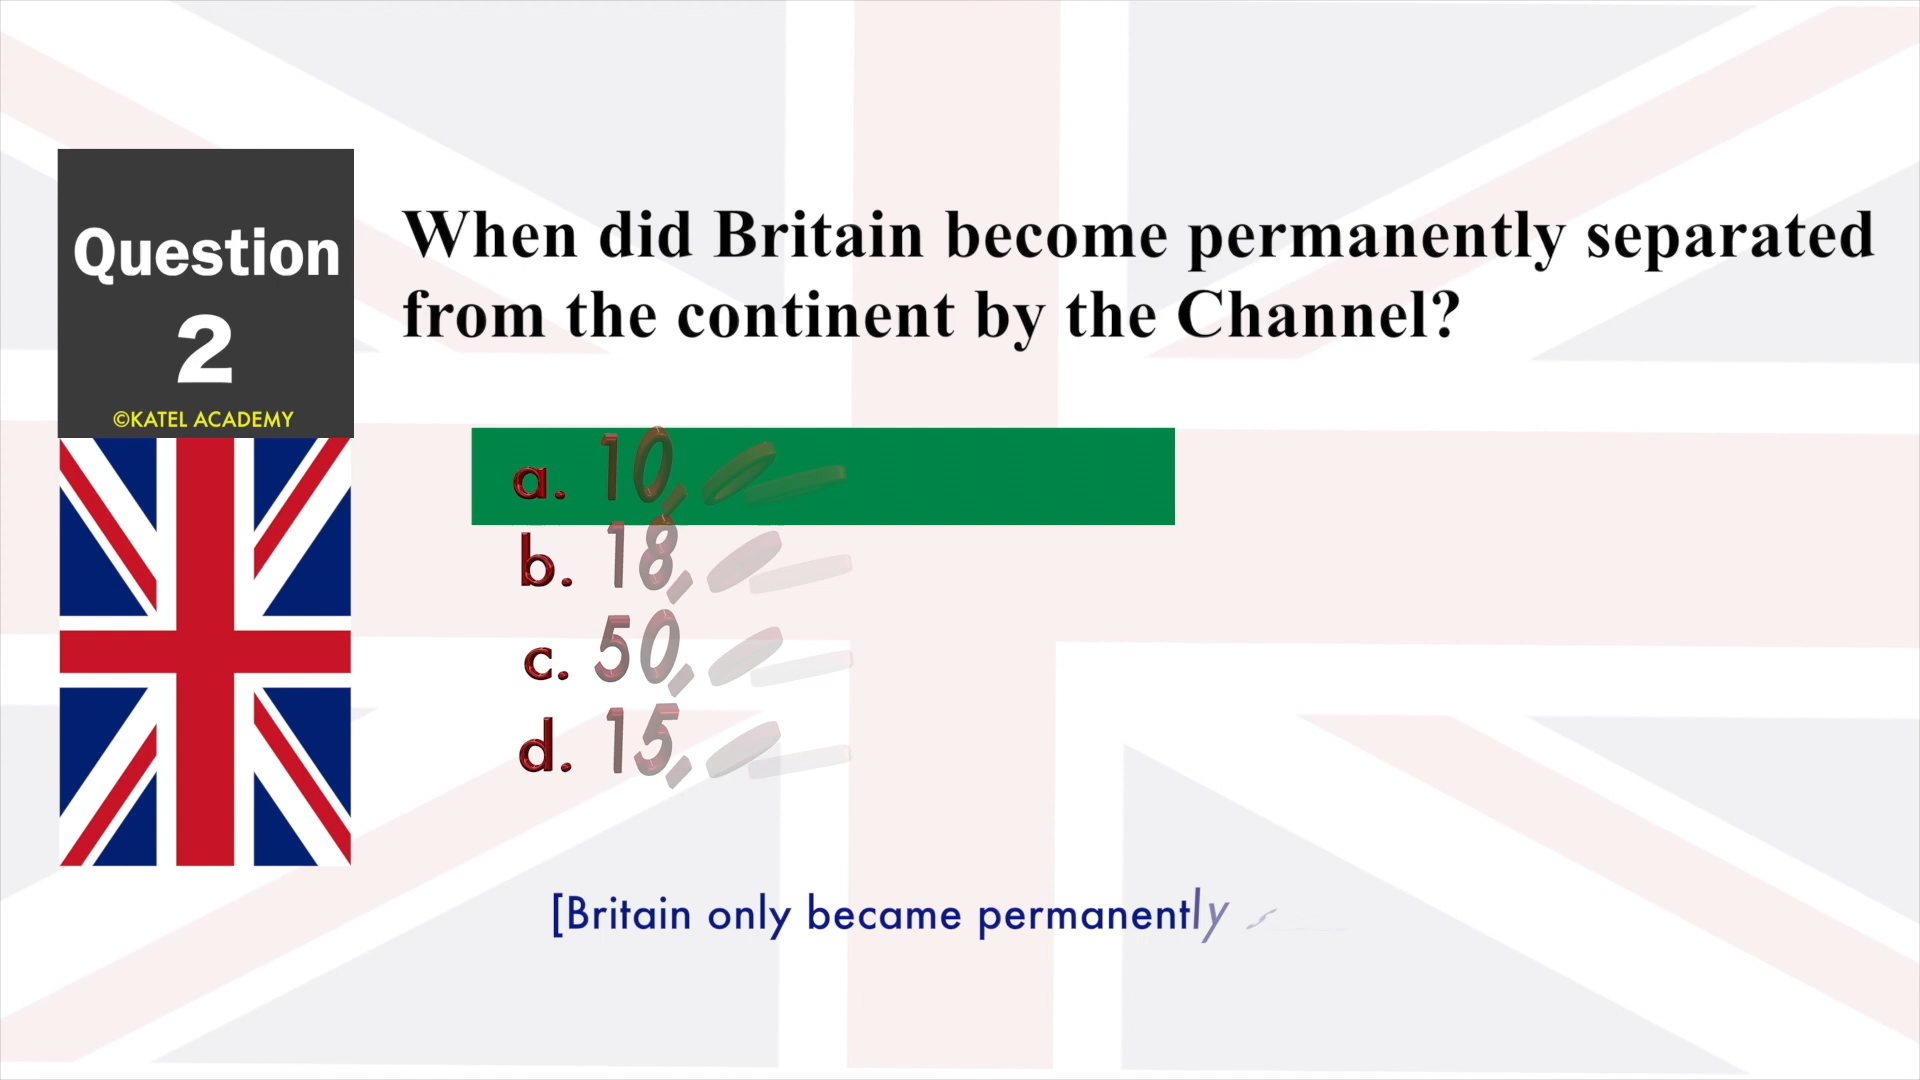 Question
2
©KATEL ACADEMY
When did Britain become permanently separated
from the continent by the Channel?
a. 10,
b. 18,
c. 50,
d. 15,
[Britain only became permanently